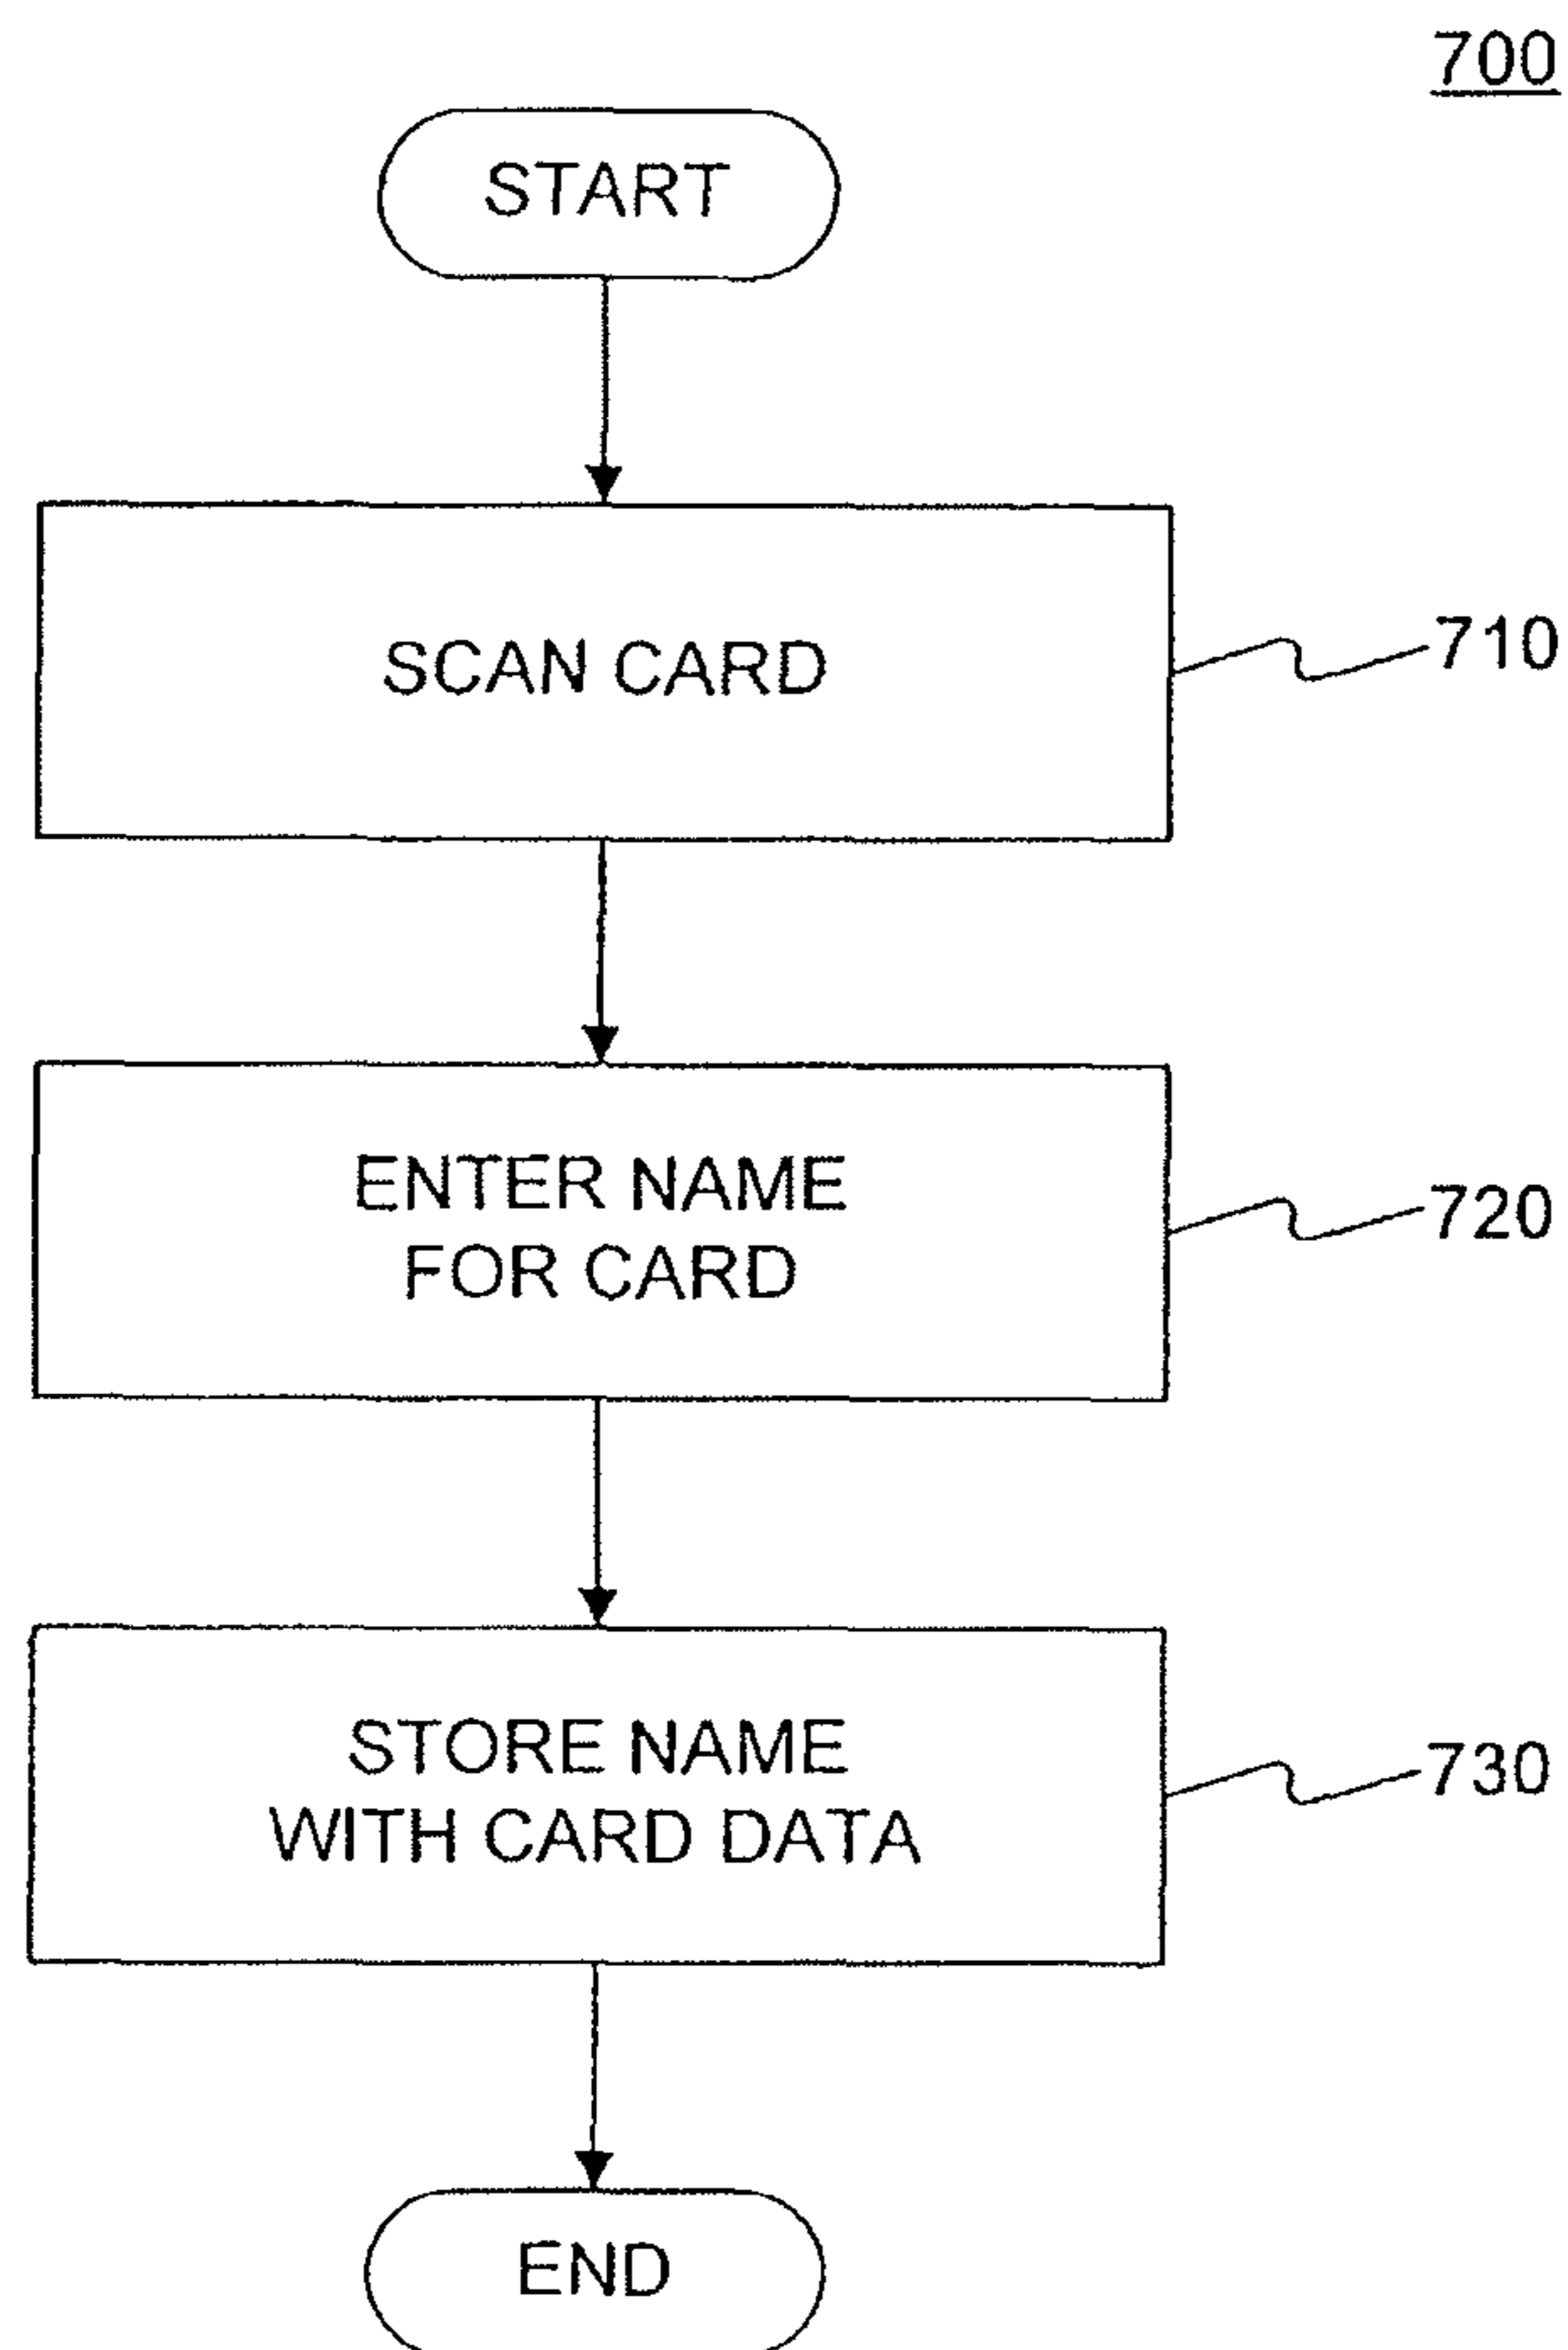 700
START
SCAN CARD
710
ENTER NAME
FOR CARD
720
STORE NAME
WITH CARD DATA
730
END